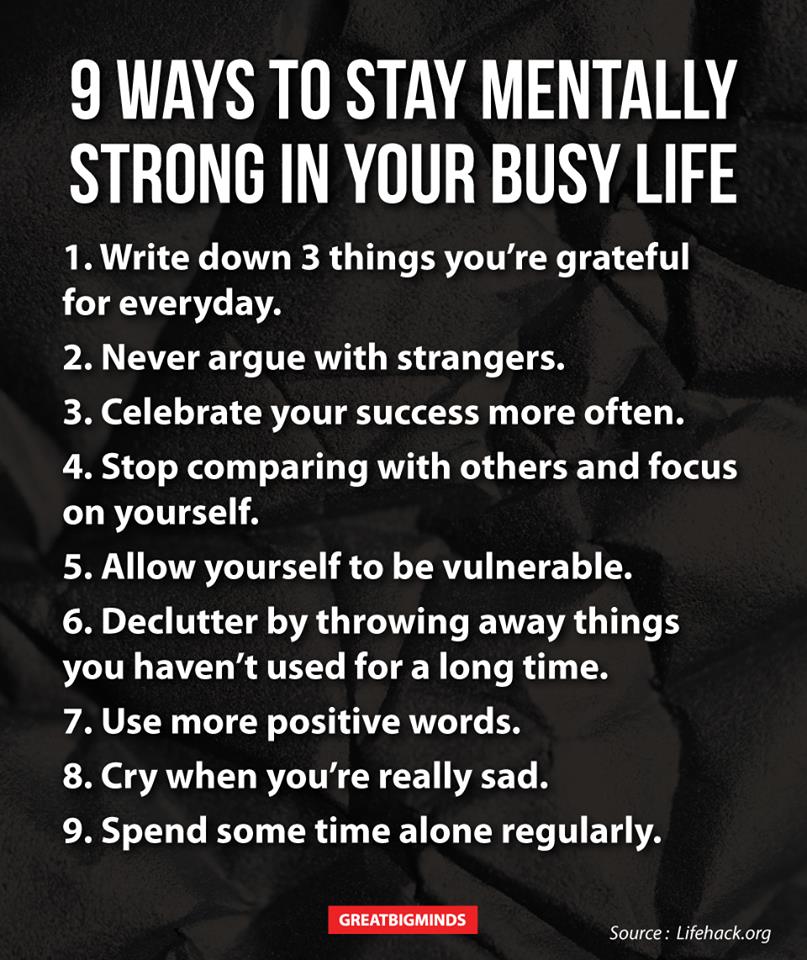 9 WAYS TO STAY MENTALLY
STRONG IN YOUR BUSY LIFE
1. Write down 3 things you're grateful
for everyday.
2. Never argue with strangers.
3. Celebrate your success more often.
4. Stop comparing with others and focus
on yourself.
5. Allow yourself to be vulnerable.
6. Declutter by throwing away things
you haven't used for a long time.
7. Use more positive words.
8. Cry when you're really sad.
9. Spend some time alone regularly.
GREATBIGMINDS
Source : Lifehack.org